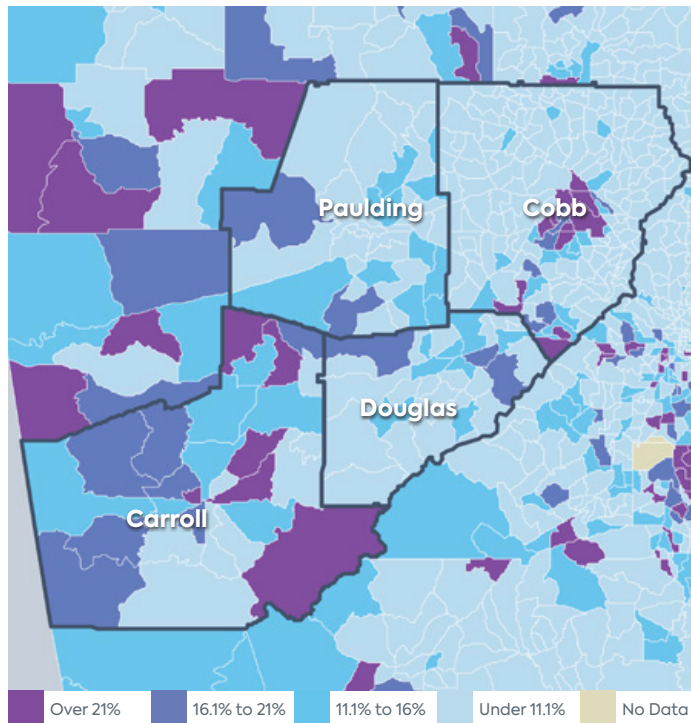 Paulding
Cobb
Douglas
Carroll
Over 21%
16.1% to 21%
11.1% to 16%
Under 11.1%
No Data